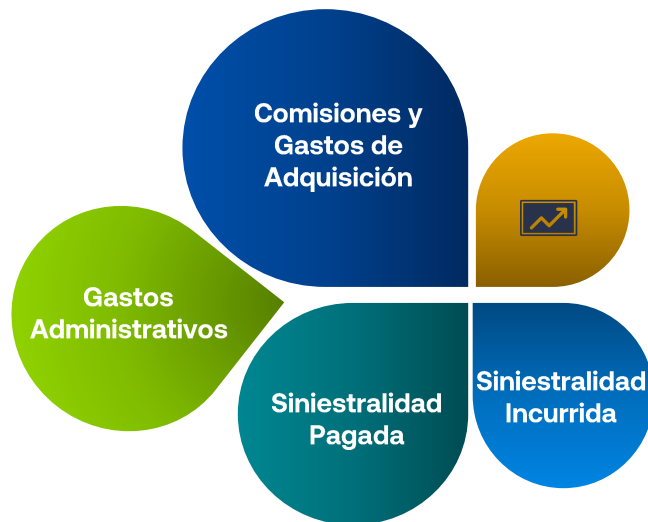 Comisiones y
Gastos de
Adquisición
Gastos
Administrativos
Siniestralidad
Pagada
Siniestralidad
Incurrida